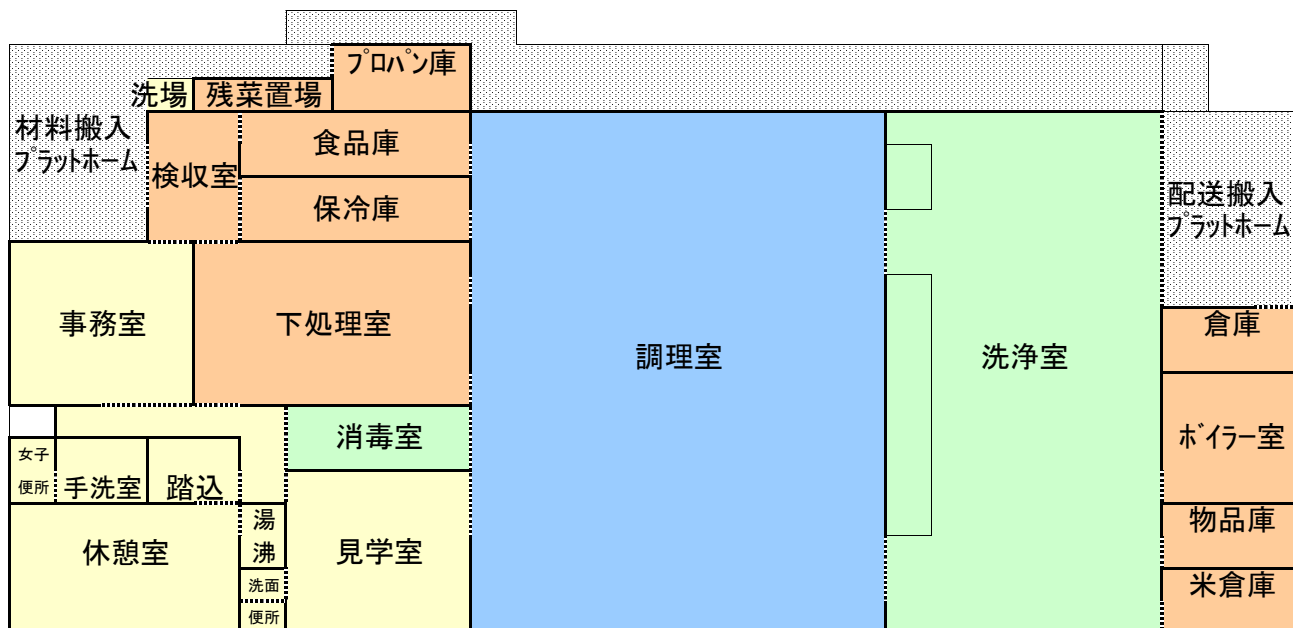 プロパン庫
洗場
残菜置場
材料搬入
プラットホーム
食品庫
検収室
保冷庫
配送搬入
プラットホーム
事務室
下処理室
調理室
洗浄室
倉庫
消毒室
ボイラー室
女子
便所
手洗室
踏込
湯
沸
休憩室
見学室
物品庫
洗面
便所
米倉庫